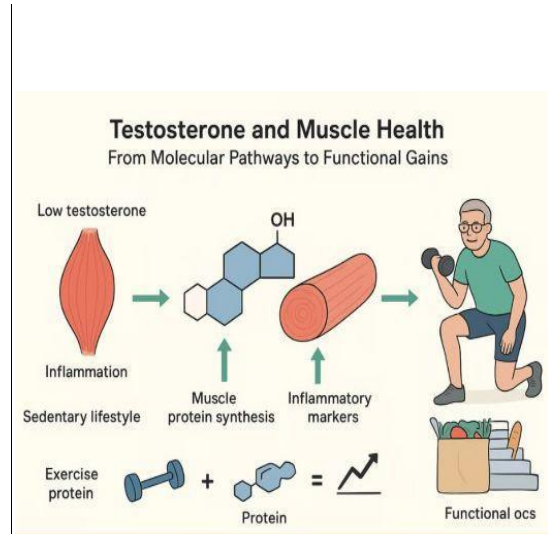 Testosterone and Muscle Health
From Molecular Pathways to Functional Gains
Low testosterone
OH
Inflammation
Sedentary lifestyle
Muscle
protein synthesis
Inflammatory
markers
Exercise
protein
+
=
Protein
Functional ocs